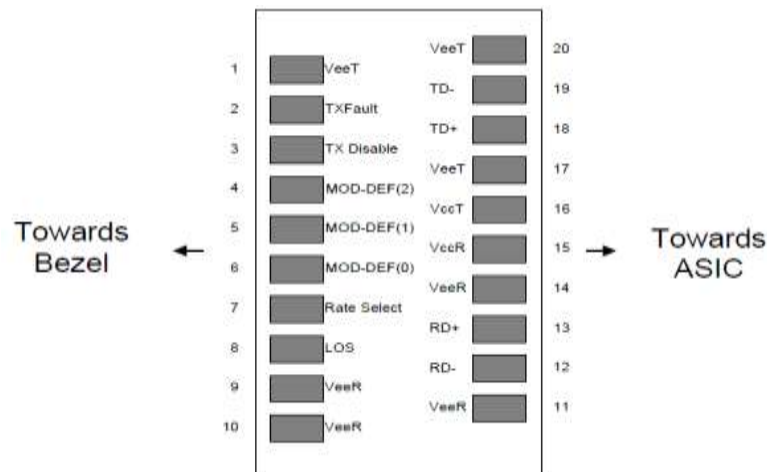 Towards
Bezel
1 VeeT
2 TXFault
3 TX Disable
4 MOD-DEF(2)
5 MOD-DEF(1)
6 MOD-DEF(0)
7 Rate Select
8 LOS
9 VeeR
10 VeeR
VeeT 20
TD- 19
TD+ 18
VeeT 17
VccT 16
VccR 15
VeeR 14
RD+ 13
RD- 12
VeeR 11
Towards
ASIC